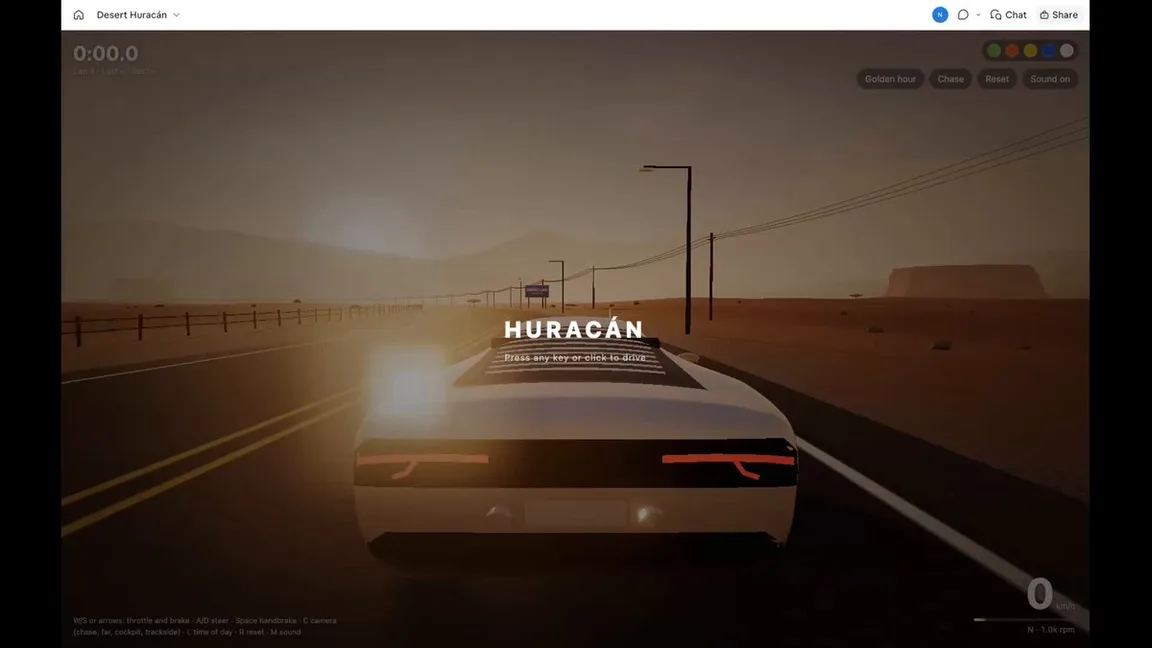 Desert Huracán
N
Chat
Share
0:00.0
Golden hour
Chase
Reset
Sound on
HURACÁN
Press any key or click to drive
0 km/h
N · 1.0k rpm
W/S or arrows: throttle and brake · A/D steer · Space handbrake · C camera
(chase, far, cockpit, trackside) · L time of day · R reset · M sound